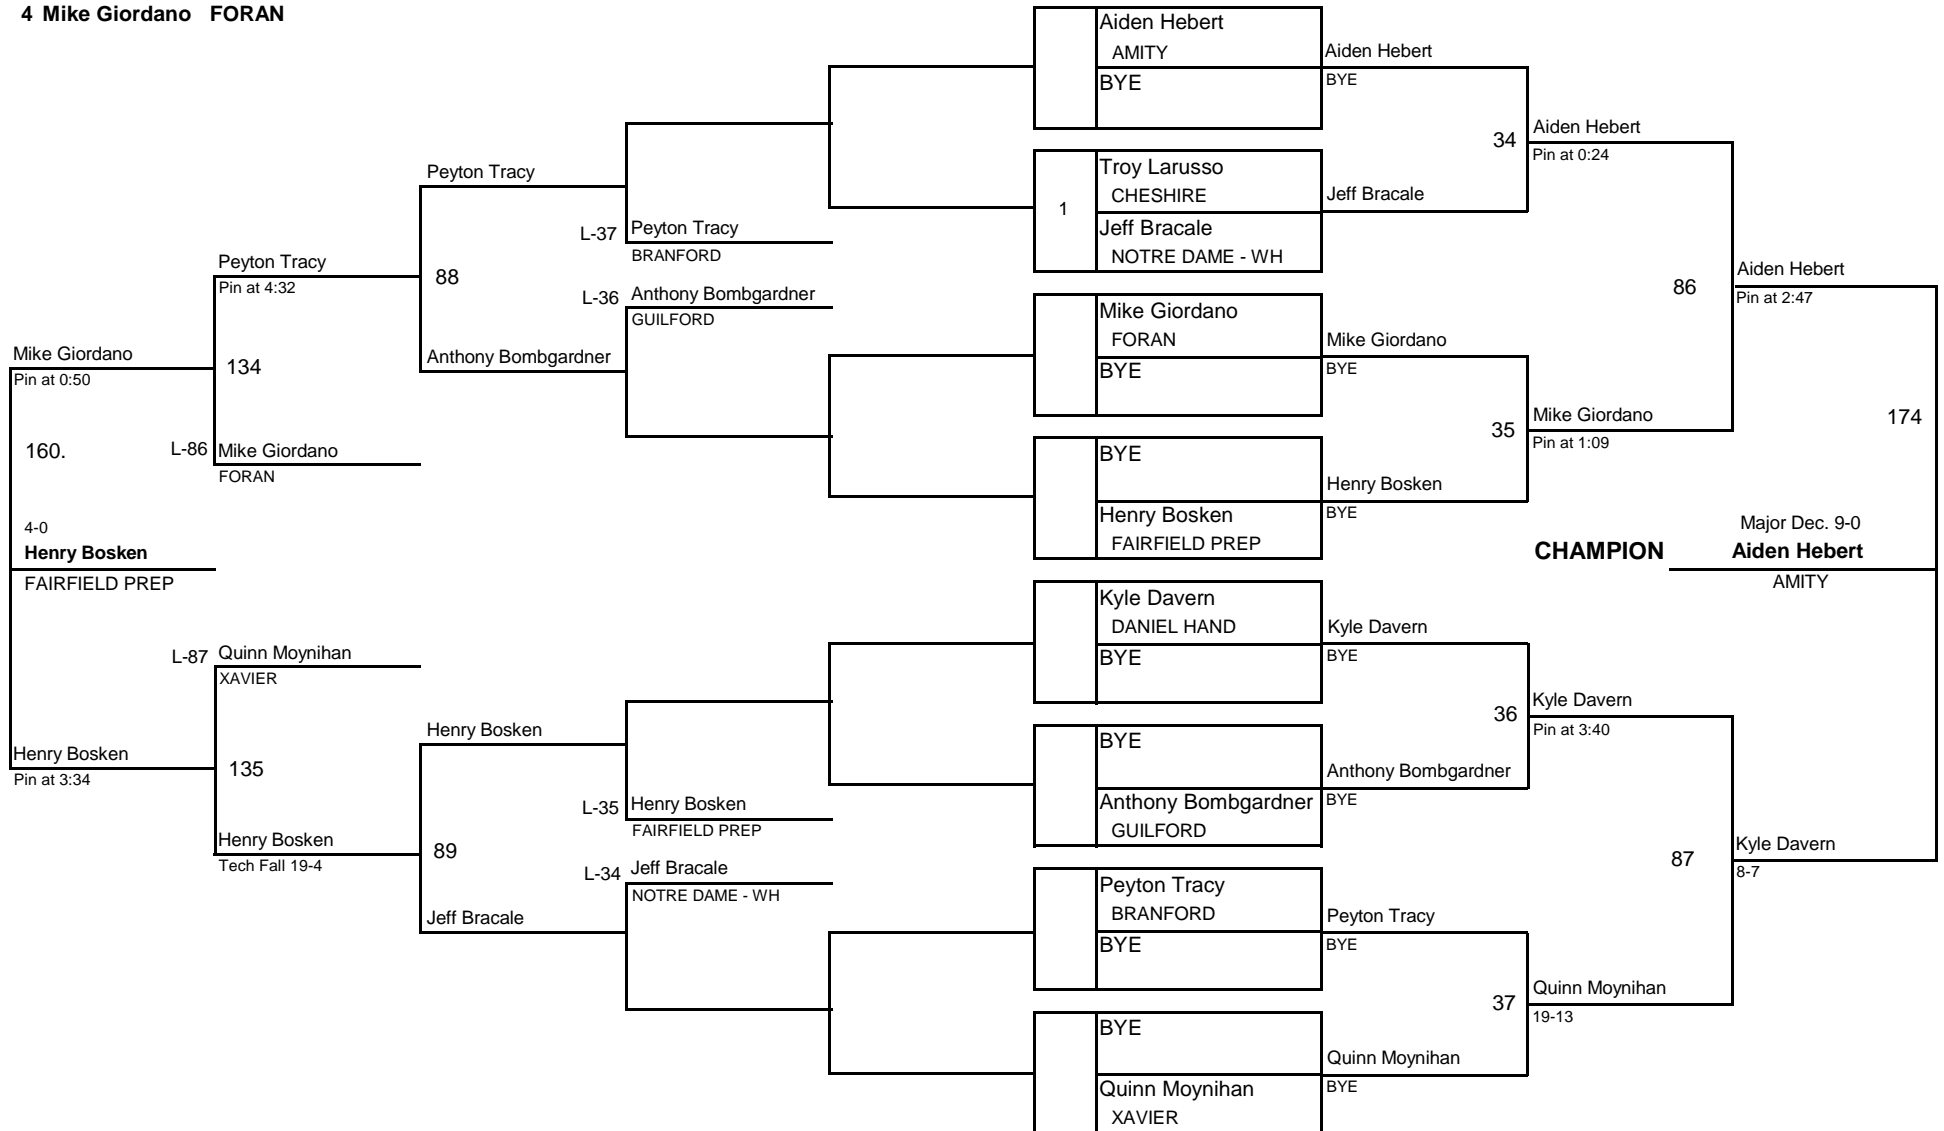 4 Mike Giordano FORAN
Aiden Hebert
AMITY
BYE
Troy Larusso
CHESHIRE
1
Jeff Bracale
NOTRE DAME - WH
Mike Giordano
FORAN
BYE
BYE
Henry Bosken
FAIRFIELD PREP
Kyle Davern
DANIEL HAND
BYE
BYE
Anthony Bombgardner
GUILFORD
Peyton Tracy
BRANFORD
BYE
BYE
Quinn Moynihan
XAVIER
Aiden Hebert
BYE
34
Jeff Bracale
Mike Giordano
BYE
35
Henry Bosken
BYE
Kyle Davern
BYE
36
Anthony Bombgardner
BYE
Peyton Tracy
BYE
37
Quinn Moynihan
BYE
Aiden Hebert
Pin at 0:24
86
Mike Giordano
Pin at 1:09
Kyle Davern
Pin at 3:40
87
Quinn Moynihan
19-13
Aiden Hebert
Pin at 2:47
174
Kyle Davern
8-7
Major Dec. 9-0
CHAMPION Aiden Hebert
AMITY
L-37 Peyton Tracy
BRANFORD
L-36 Anthony Bombgardner
GUILFORD
L-35 Henry Bosken
FAIRFIELD PREP
L-34 Jeff Bracale
NOTRE DAME - WH
Peyton Tracy
88
Anthony Bombgardner
Henry Bosken
89
Jeff Bracale
Peyton Tracy
Pin at 4:32
134
L-86 Mike Giordano
FORAN
L-87 Quinn Moynihan
XAVIER
135
Henry Bosken
Tech Fall 19-4
Mike Giordano
Pin at 0:50
160.
4-0
Henry Bosken
FAIRFIELD PREP
Henry Bosken
Pin at 3:34